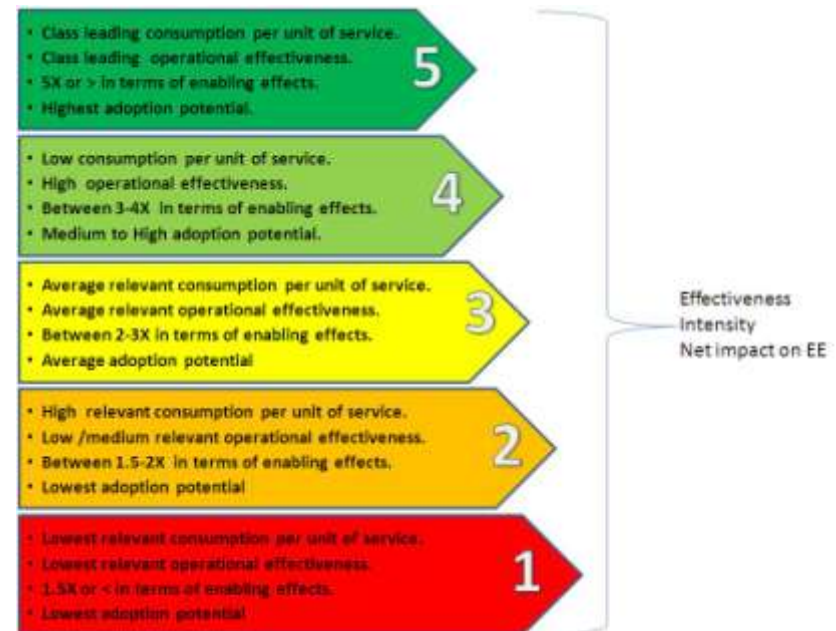 • Class leading consumption per unit of service.
• Class leading operational effectiveness.
• 5X or > in terms of enabling effects.
• Highest adoption potential.
5
• Low consumption per unit of service.
• High operational effectiveness.
• Between 3-4X in terms of enabling effects.
• Medium to High adoption potential.
4
• Average relevant consumption per unit of service.
• Average relevant operational effectiveness.
• Between 2-3X in terms of enabling effects.
• Average adoption potential
3
• High relevant consumption per unit of service.
• Low /medium relevant operational effectiveness.
• Between 1.5-2X in terms of enabling effects.
• Lowest adoption potential
2
• Lowest relevant consumption per unit of service.
• Lowest relevant operational effectiveness.
• 1.5X or < in terms of enabling effects.
• Lowest adoption potential
1
Effectiveness
Intensity
Net impact on EE